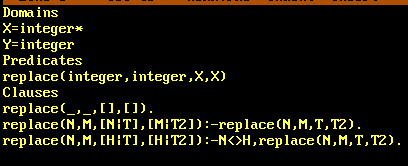 Domains
X=integer*
Y=integer
Predicates
replace(integer,integer,X,X)
Clauses
replace(_,_,[],[]).
replace(N,M,[N|T],[M|T2]):-replace(N,M,T,T2).
replace(N,M,[H|T],[H|T2]):-N<>H,replace(N,M,T,T2).